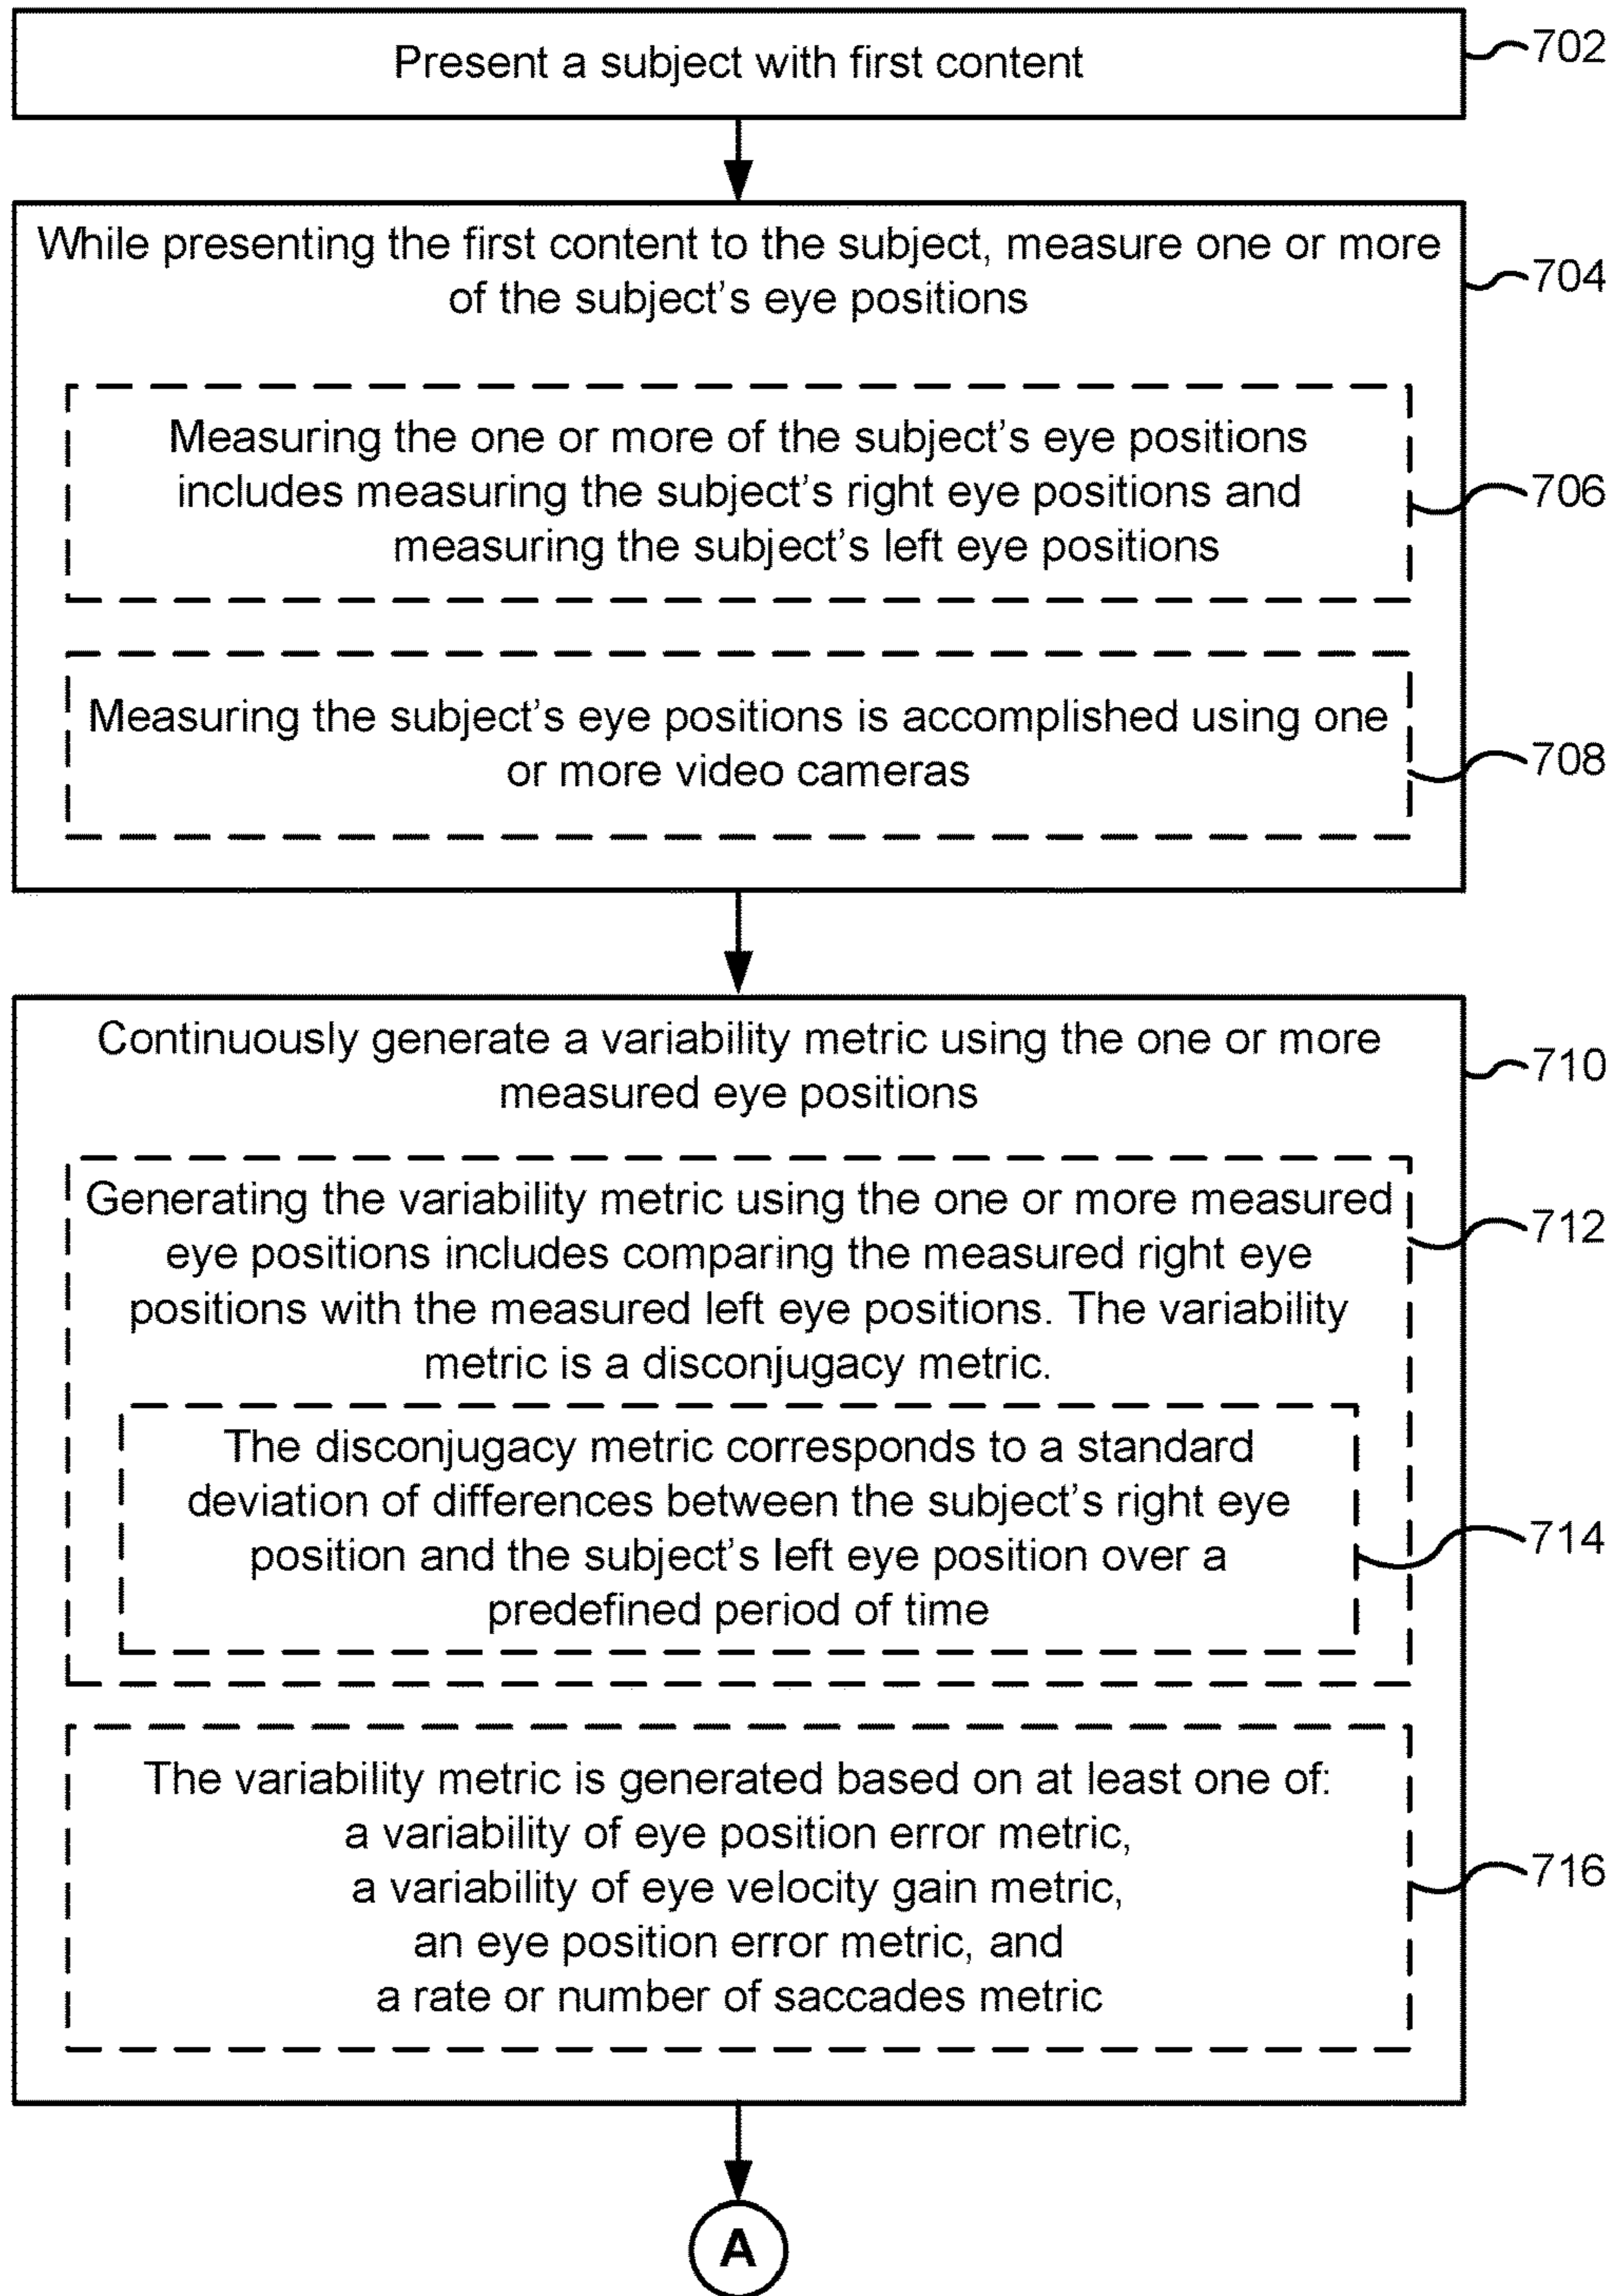 Present a subject with first content
702
While presenting the first content to the subject, measure one or more
of the subject's eye positions
704
Measuring the one or more of the subject's eye positions
includes measuring the subject's right eye positions and
measuring the subject's left eye positions
706
Measuring the subject's eye positions is accomplished using one
or more video cameras
708
Continuously generate a variability metric using the one or more
measured eye positions
710
Generating the variability metric using the one or more measured
eye positions includes comparing the measured right eye
positions with the measured left eye positions. The variability
metric is a disconjugacy metric.
712
The disconjugacy metric corresponds to a standard
deviation of differences between the subject's right eye
position and the subject's left eye position over a
predefined period of time
714
The variability metric is generated based on at least one of:
a variability of eye position error metric,
a variability of eye velocity gain metric,
an eye position error metric, and
a rate or number of saccades metric
716
A